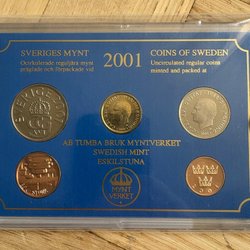 SVERIGES MYNT
Ocirkulerade reguljära mynt
präglade och förpackade vid
2001
COINS OF SWEDEN
Uncirculated regular coins
minted and packed at
AB TUMBA BRUK MYNTVERKET
SWEDISH MINT
ESKILSTUNA
MYNT
VERKET